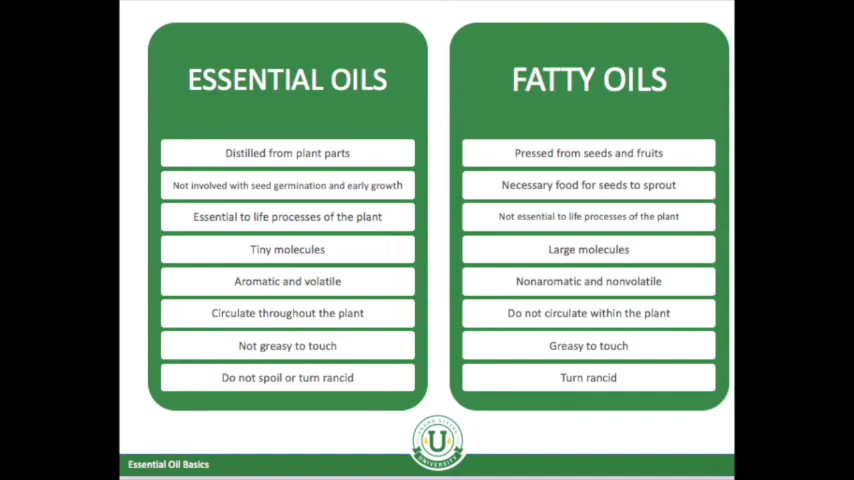 ESSENTIAL OILS
Distilled from plant parts
Not involved with seed germination and early growth
Essential to life processes of the plant
Tiny molecules
Aromatic and volatile
Circulate throughout the plant
Not greasy to touch
Do not spoil or turn rancid
FATTY OILS
Pressed from seeds and fruits
Necessary food for seeds to sprout
Not essential to life processes of the plant
Large molecules
Nonaromatic and nonvolatile
Do not circulate within the plant
Greasy to touch
Turn rancid
YOUNG LIVING
U
UNIVERSITY
Essential Oil Basics